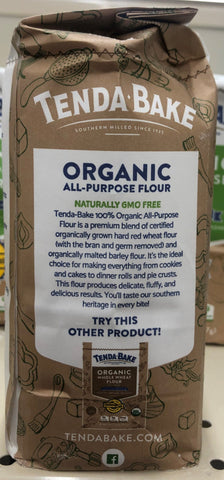 TENDA·BAKE
SOUTHERN MILLED SINCE 1955
ORGANIC
ALL-PURPOSE FLOUR
NATURALLY GMO FREE
Tenda-Bake 100% Organic All-Purpose
Flour is a premium blend of certified
organically grown hard red wheat flour
(with the bran and germ removed) and
organically malted barley flour. It's the ideal
choice for making everything from cookies
and cakes to dinner rolls and pie crusts.
This flour produces delicate, fluffy, and
delicious results. You'll taste our southern
heritage in every bite!
TRY THIS
OTHER PRODUCT!
TENDA·BAKE
ORGANIC
WHOLE WHEAT
FLOUR
TENDABAKE.COM